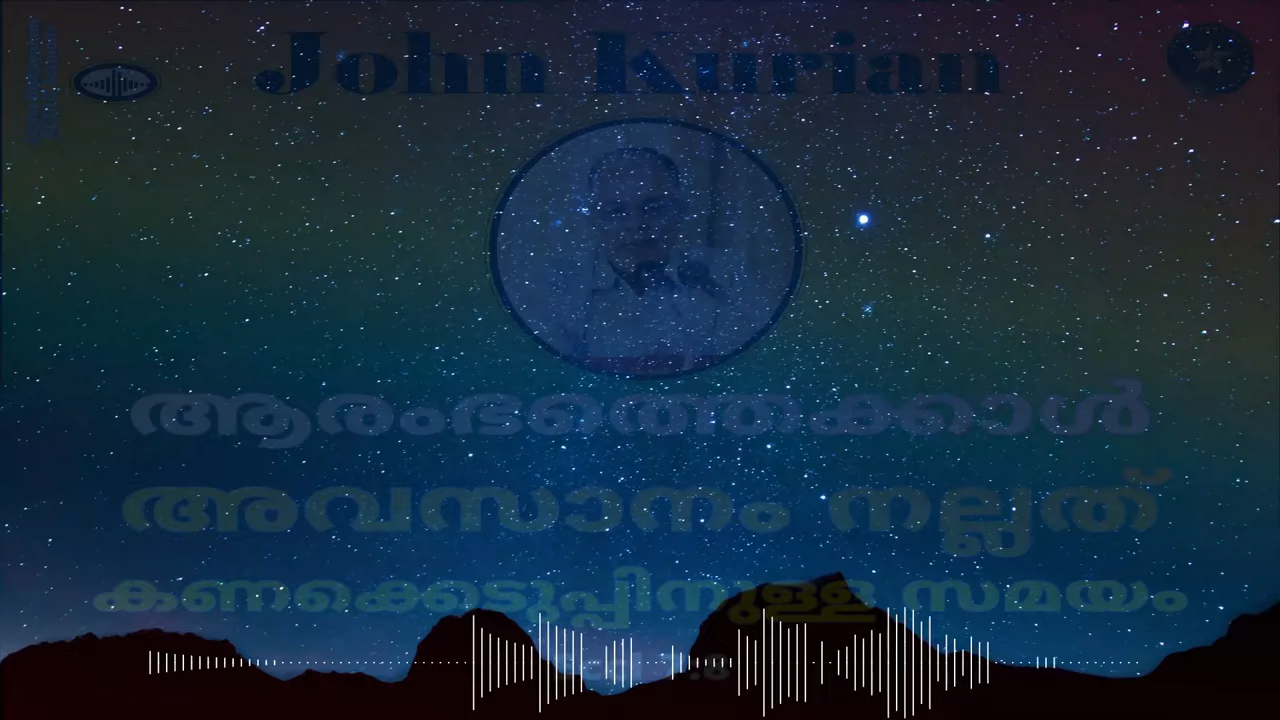 John Kurian
ആരംഭത്തെക്കാൾ
അവസാനം നല്ലത്
കണക്കെടുപ്പിനുള്ള സമയം